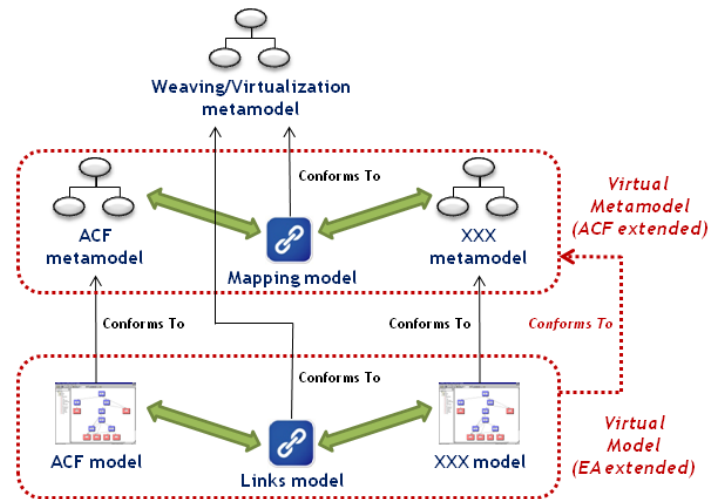 Weaving/Virtualization
metamodel
Conforms To
Virtual
Metamodel
(ACF extended)
ACF
metamodel
Mapping model
XXX
metamodel
Conforms To
Conforms To
Conforms To
Conforms To
ACF model
Links model
XXX model
Virtual
Model
(EA extended)